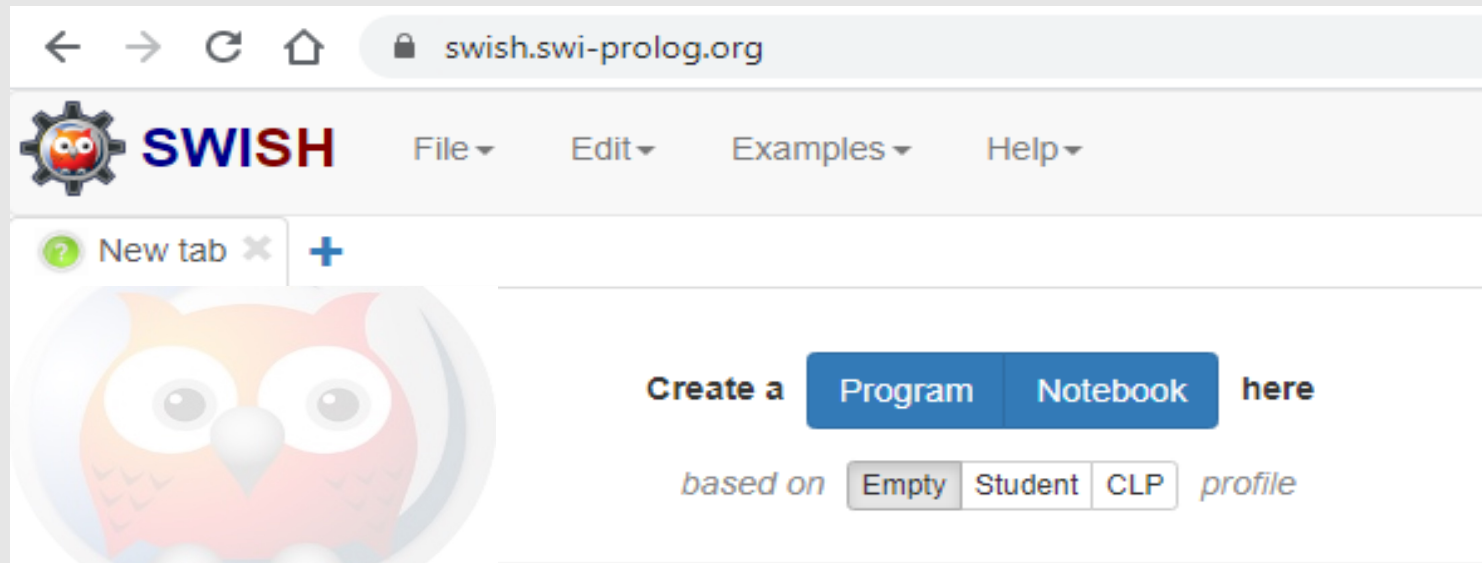 swish.swi-prolog.org
SWISH File Edit Examples Help
? New tab
Create a Program Notebook here
based on Empty Student CLP profile